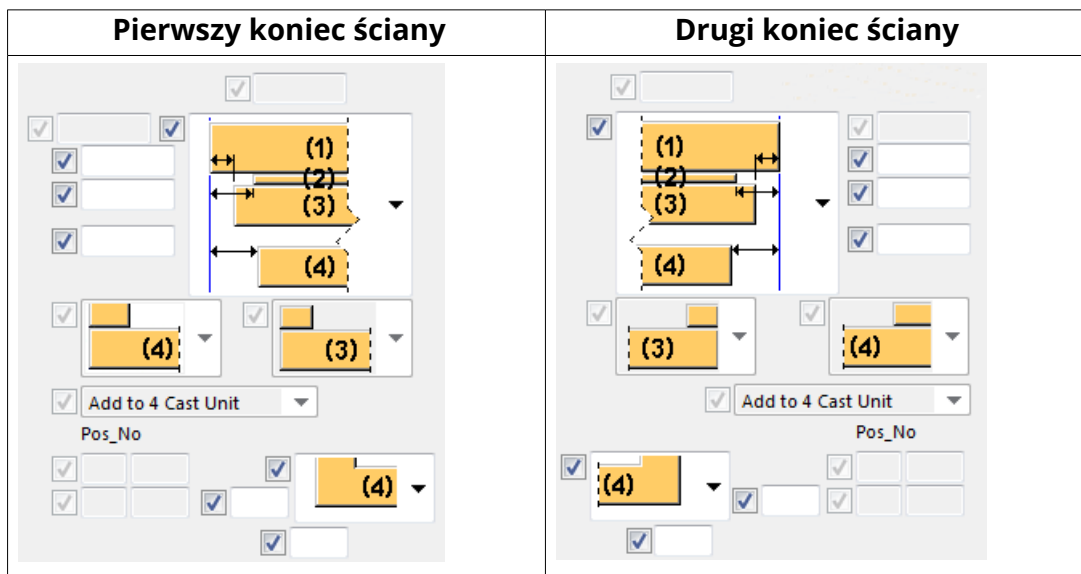 Pierwszy koniec ściany
Drugi koniec ściany
(1)
(2)
(3)
(4)
(4)
(3)
Add to 4 Cast Unit
Pos_No
(4)
(1)
(2)
(3)
(4)
(3)
(4)
Add to 4 Cast Unit
Pos_No
(4)